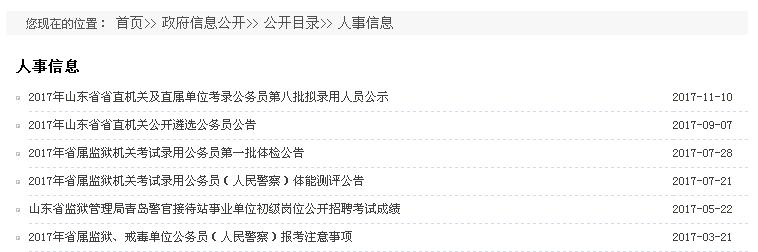 您现在的位置： 首页>> 政府信息公开>> 公开目录>> 人事信息
人事信息
2017年山东省省直机关及直属单位考录公务员第八批拟录用人员公示 2017-11-10
2017年山东省省直机关公开遴选公务员公告 2017-09-07
2017年省属监狱机关考试录用公务员第一批体检公告 2017-07-28
2017年省属监狱机关考试录用公务员（人民警察）体能测评公告 2017-07-21
山东省监狱管理局青岛警官接待站事业单位初级岗位公开招聘考试成绩 2017-05-22
2017年省属监狱、戒毒单位公务员（人民警察）报考注意事项 2017-03-21